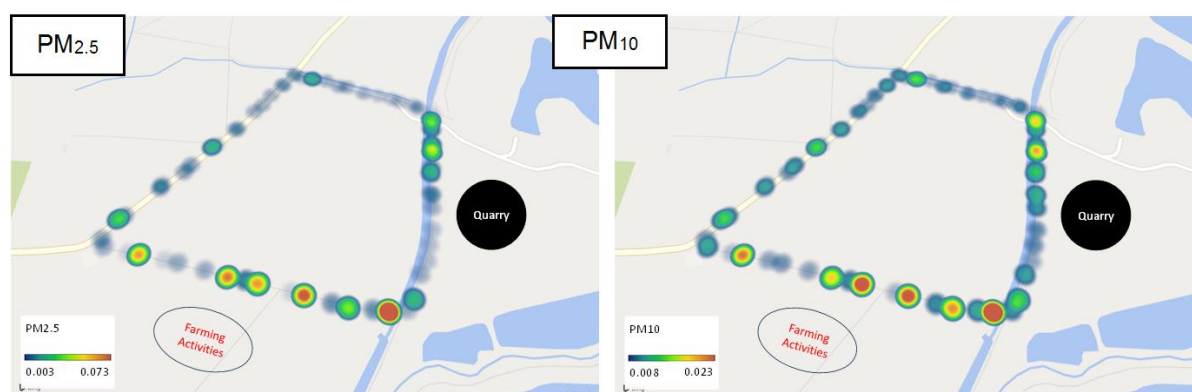 PM2.5
PM10
Quarry
Quarry
Farming
Activities
Farming
Activities
PM2.5
0.003 0.073
PM10
0.008 0.023